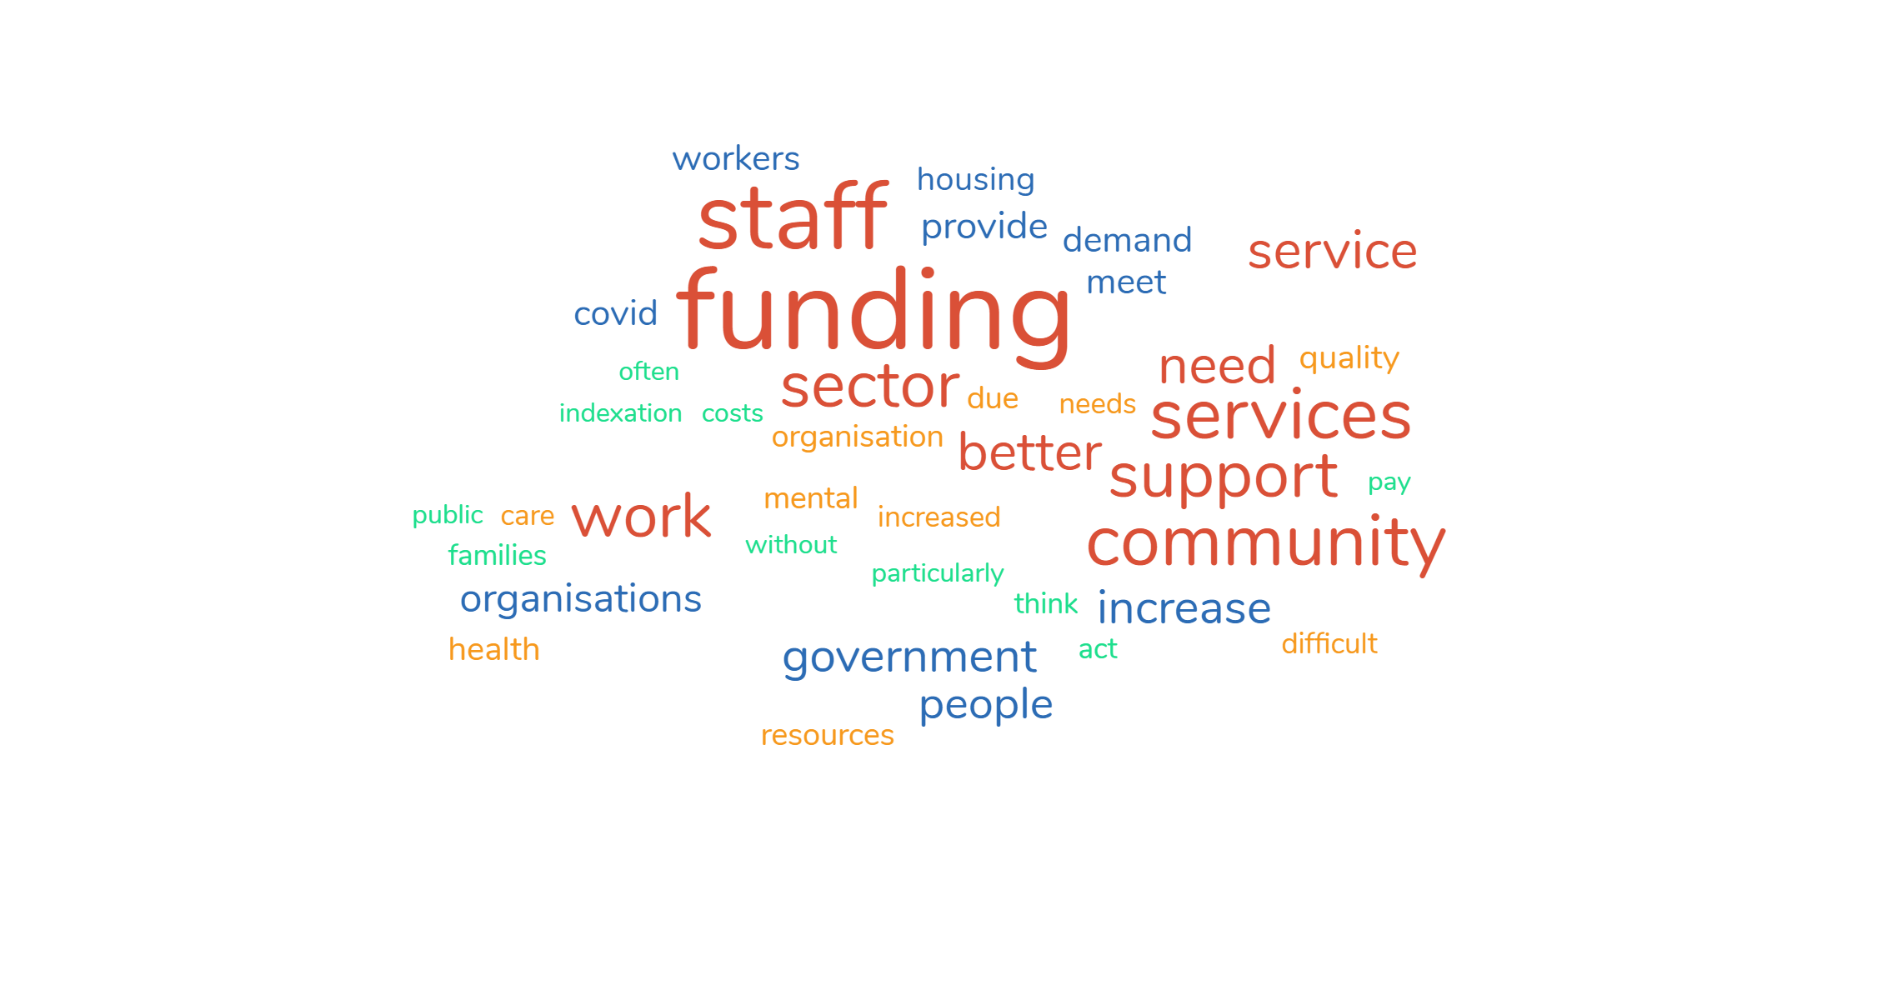 workers
housing
staff
provide
demand
service
meet
covid
funding
need
quality
often
sector
due
needs
services
indexation
costs
organisation
better
support
pay
mental
public
care
work
increased
without
community
families
particularly
organisations
think
increase
health
government
act
difficult
people
resources